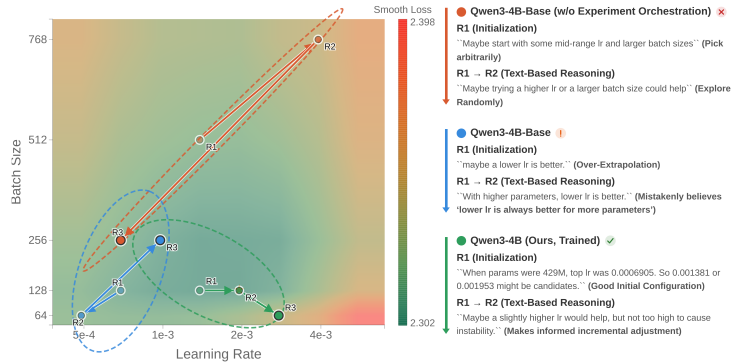 Smooth Loss
2.398
2.302
768
512
256
128
64
Batch Size
R2
R1
R3
R3
R1
R1
R2
R3
R2
5e-4
1e-3
2e-3
4e-3
Learning Rate
Qwen3-4B-Base (w/o Experiment Orchestration)
R1 (Initialization)
``Maybe start with some mid-range lr and larger batch sizes'' (Pick
arbitrarily)
R1 → R2 (Text-Based Reasoning)
``Maybe trying a higher lr or a larger batch size could help'' (Explore
Randomly)
Qwen3-4B-Base !
R1 (Initialization)
``maybe a lower lr is better.`` (Over-Extrapolation)
R1 → R2 (Text-Based Reasoning)
``With higher parameters, lower lr is better.`` (Mistakenly believes
‘lower lr is always better for more parameters’)
Qwen3-4B (Ours, Trained)
R1 (Initialization)
``When params were 429M, top lr was 0.0006905. So 0.001381 or
0.001953 might be candidates.`` (Good Initial Configuration)
R1 → R2 (Text-Based Reasoning)
``Maybe a slightly higher lr would help, but not too high to cause
instability.`` (Makes informed incremental adjustment)